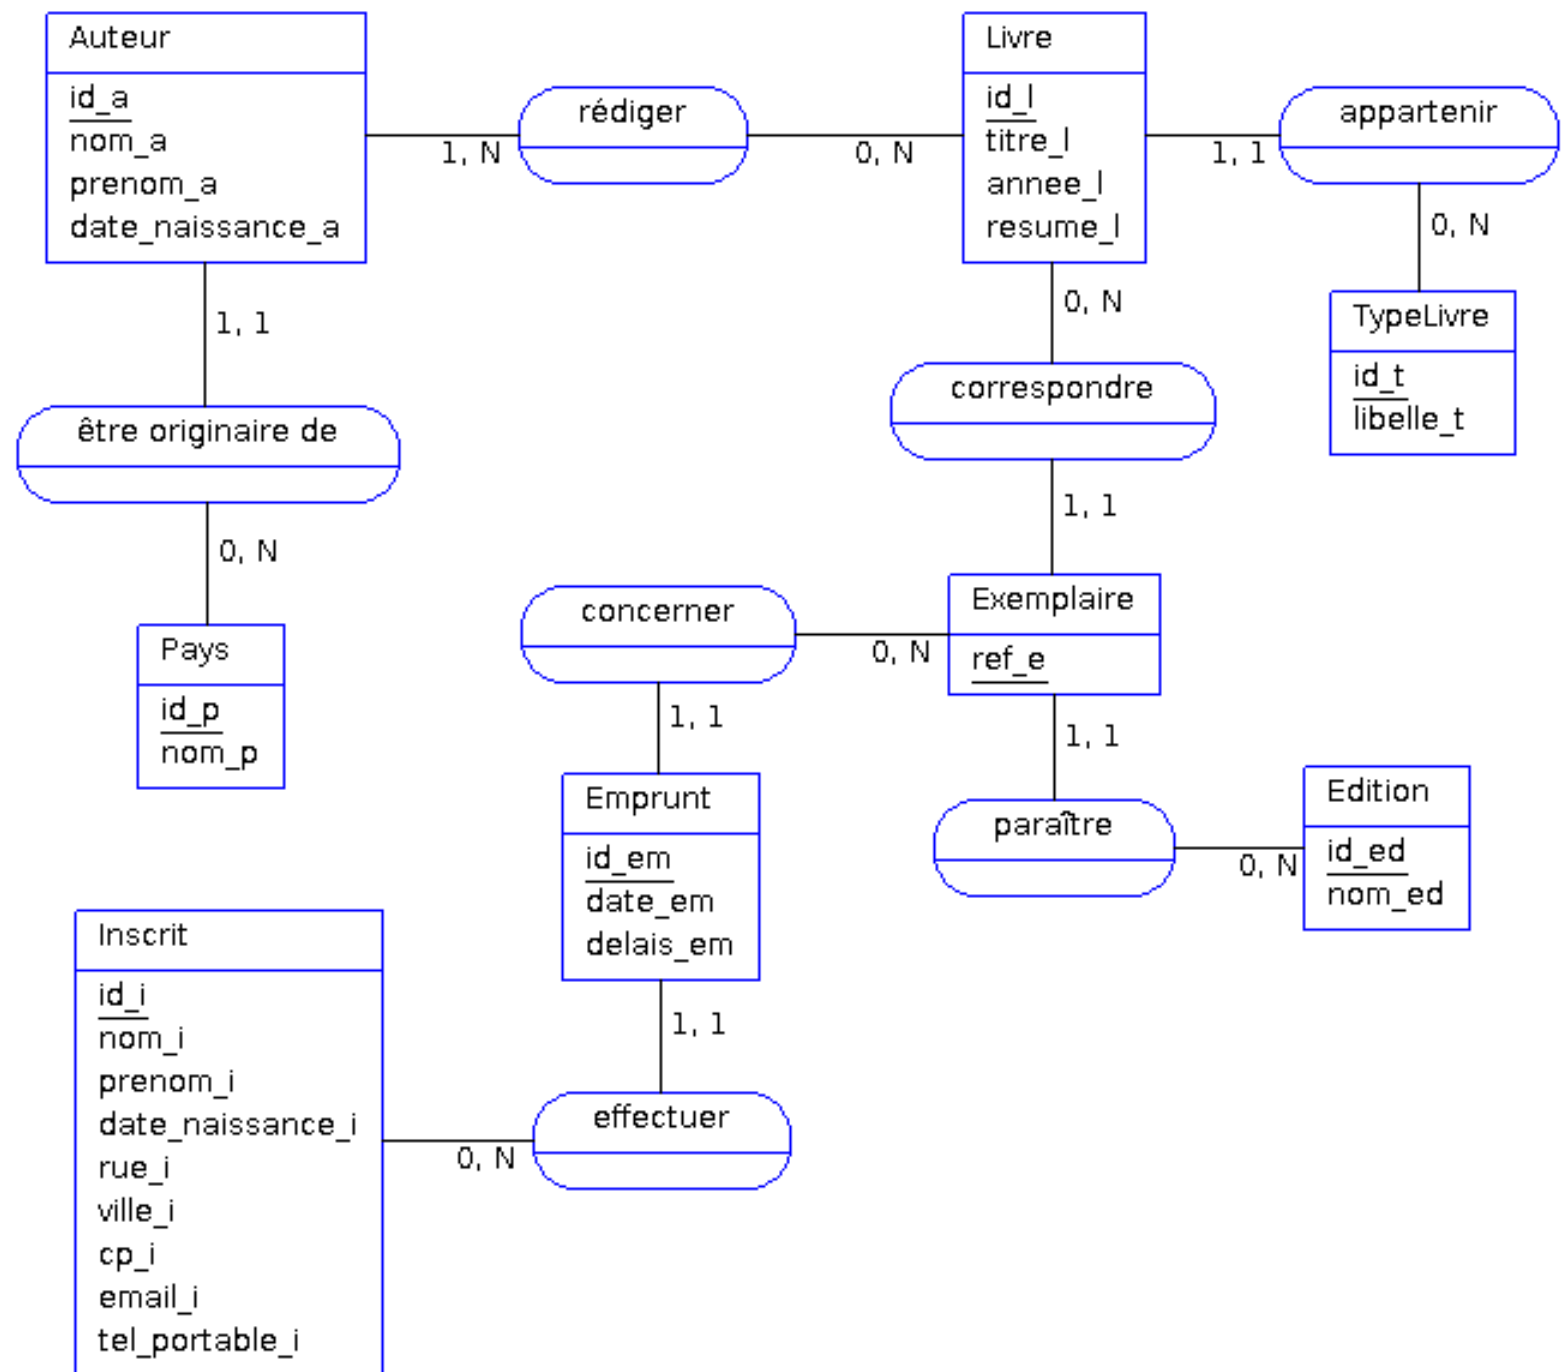 Auteur
id_a
nom_a
prenom_a
date_naissance_a
1, N
rédiger
0, N
Livre
id_l
titre_l
annee_l
resume_l
1, 1
appartenir
0, N
TypeLivre
id_t
libelle_t
1, 1
être originaire de
0, N
Pays
id_p
nom_p
0, N
correspondre
1, 1
Exemplaire
ref_e
0, N
concerner
1, 1
Emprunt
id_em
date_em
delais_em
1, 1
paraître
0, N
Edition
id_ed
nom_ed
1, 1
effectuer
0, N
Inscrit
id_i
nom_i
prenom_i
date_naissance_i
rue_i
ville_i
cp_i
email_i
tel_portable_i